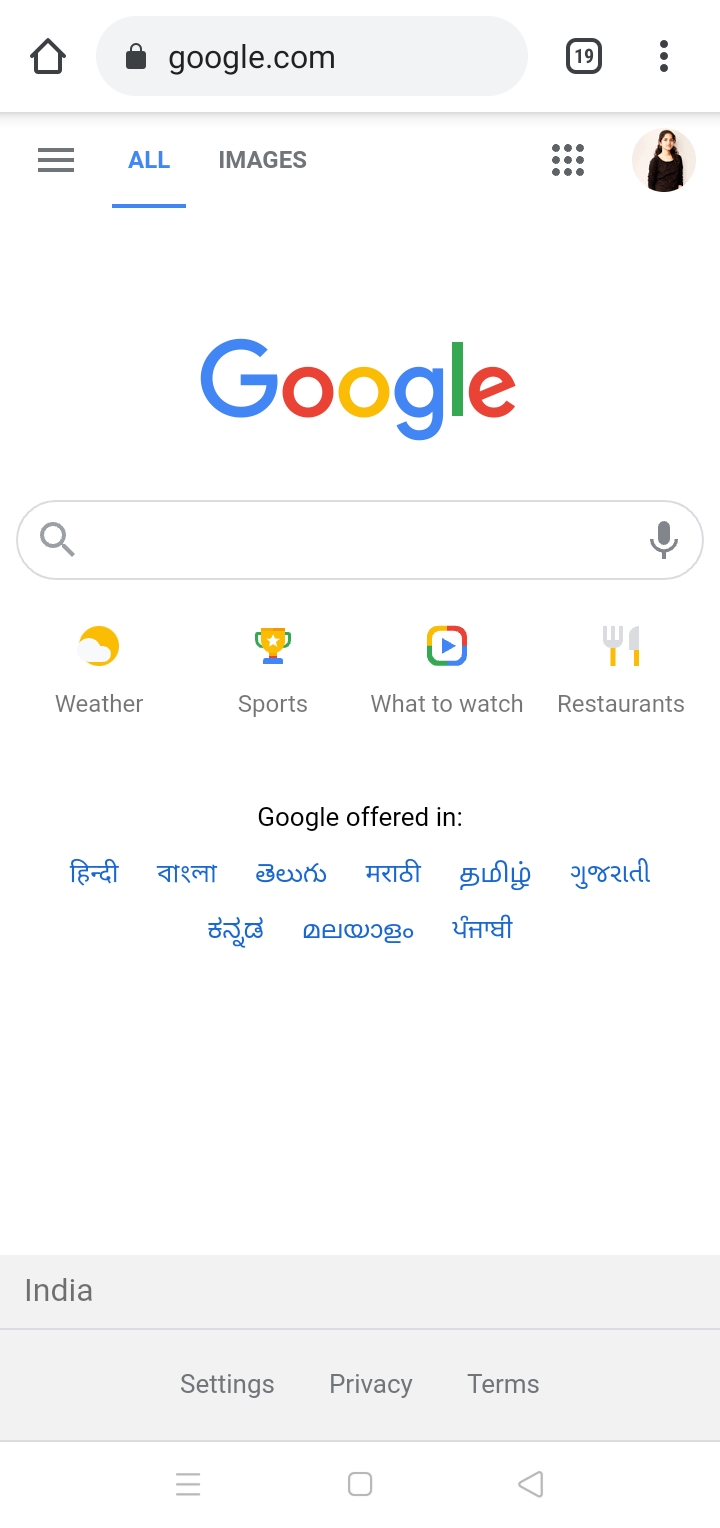 google.com 19
ALL IMAGES
Google
Weather Sports What to watch Restaurants
Google offered in:
हिन्दी বাংলা తెలుగు मराठी தமிழ் ગુજરાતી
ಕನ್ನಡ മലയാളം ਪੰਜਾਬੀ
India
Settings Privacy Terms